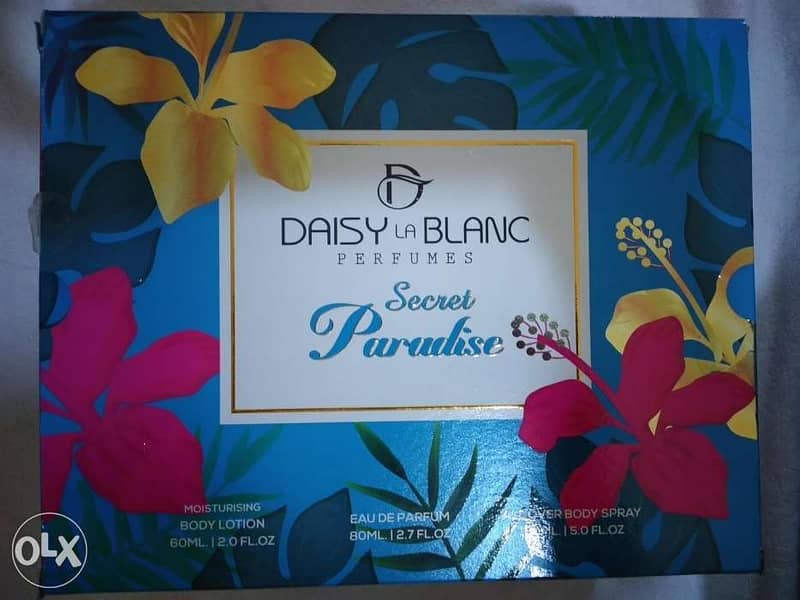 DAISY LA BLANC
PERFUMES
Secret
Paradise
MOISTURISING
BODY LOTION
60ML. | 2.0 FL.OZ
EAU DE PARFUM
80ML. | 2.7 FL.OZ
BODY SPRAY
5.0 FL.OZ
OLX